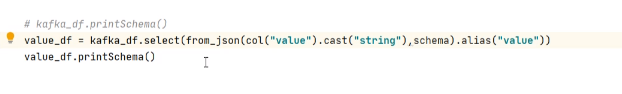 # kafka_df.printSchema()
value_df = kafka_df.select(from_json(col("value").cast("string"),schema).alias("value"))
value_df.printSchema()